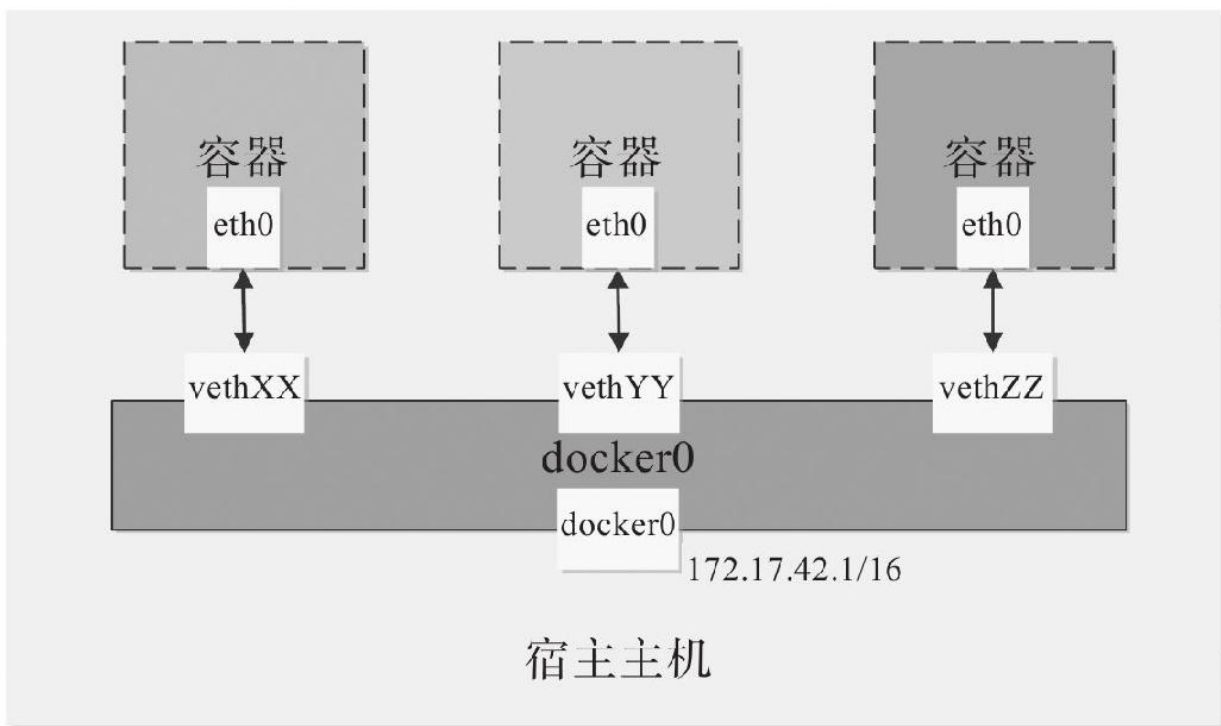 容器 容器 容器
eth0 eth0 eth0
vethXX vethYY vethZZ
docker0
docker0
172.17.42.1/16
宿主主机